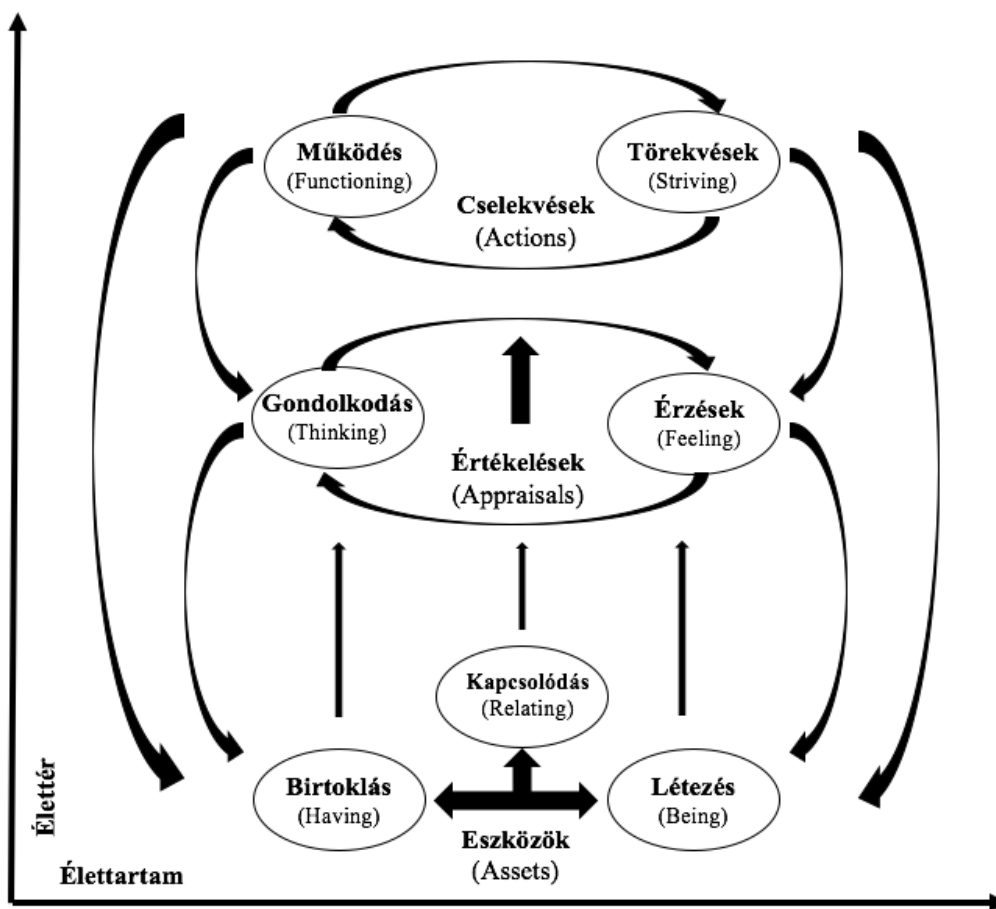 Működés
(Functioning)
Törekvések
(Striving)
Cselekvések
(Actions)
Gondolkodás
(Thinking)
Érzések
(Feeling)
Értékelések
(Appraisals)
Kapcsolódás
(Relating)
Birtoklás
(Having)
Létezés
(Being)
Eszközök
(Assets)
Élettér
Élettartam